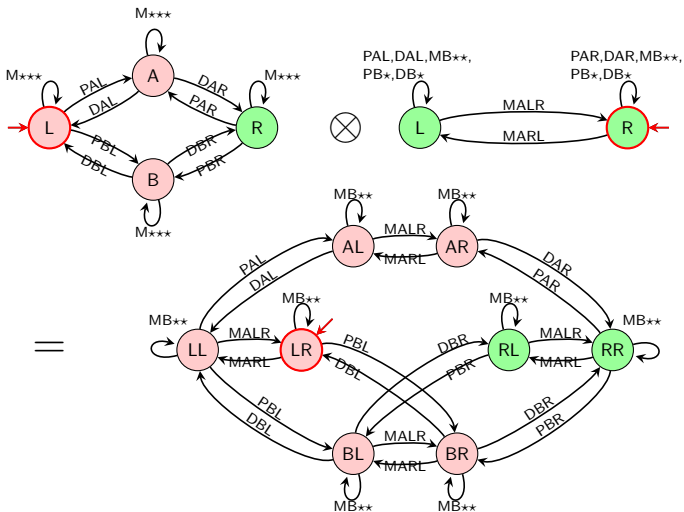 M⋆⋆⋆
PAL,DAL,MB⋆⋆,
PB⋆,DB⋆
PAR,DAR,MB⋆⋆,
PB⋆,DB⋆
M⋆⋆⋆
A
M⋆⋆⋆
PAL
DAL
DAR
PAR
MALR
L
R
⊗
L
R
MARL
PBL
DBL
DBR
PBR
B
M⋆⋆⋆
MB⋆⋆
MB⋆⋆
AL
MALR
AR
MARL
PAL
DAL
DAR
PAR
MB⋆⋆
MB⋆⋆
MB⋆⋆
MB⋆⋆
=
LL
MALR
MARL
LR
PBL
DBL
DBR
PBR
RL
MALR
MARL
RR
PBL
DBL
DBR
PBR
BL
MALR
MARL
BR
MB⋆⋆
MB⋆⋆